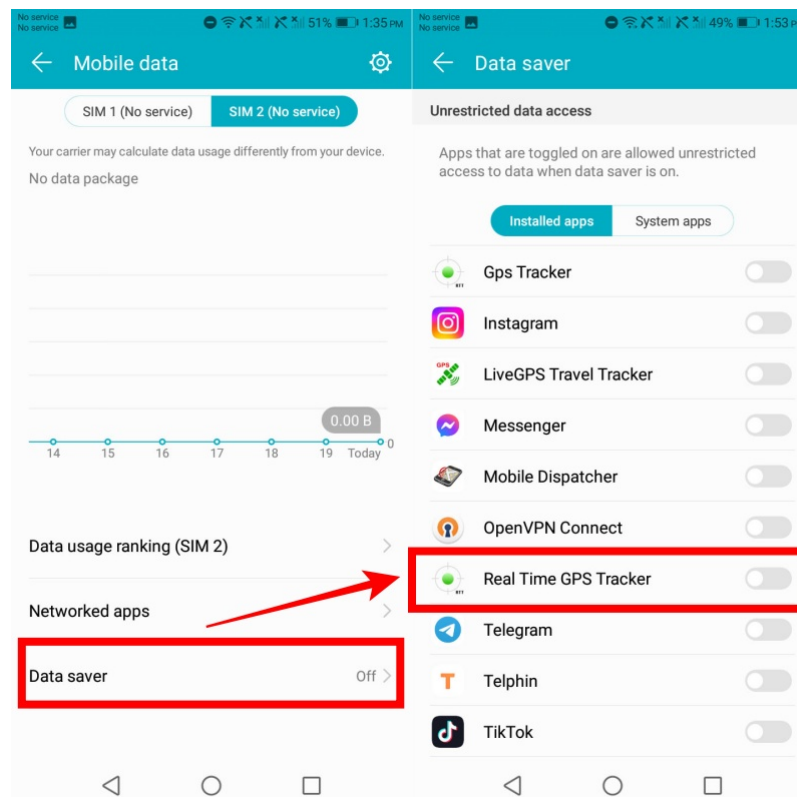 No service
No service
51% 1:35 PM
Mobile data
SIM 1 (No service) SIM 2 (No service)
Your carrier may calculate data usage differently from your device.
No data package
0.00 B
0
14 15 16 17 18 19 Today
Data usage ranking (SIM 2)
Networked apps
Data saver Off
No service
No service
49% 1:53 P
Data saver
Unrestricted data access
Apps that are toggled on are allowed unrestricted
access to data when data saver is on.
Installed apps System apps
Gps Tracker
Instagram
GPS
LiveGPS Travel Tracker
Messenger
Mobile Dispatcher
OpenVPN Connect
Real Time GPS Tracker
Telegram
T Telphin
TikTok